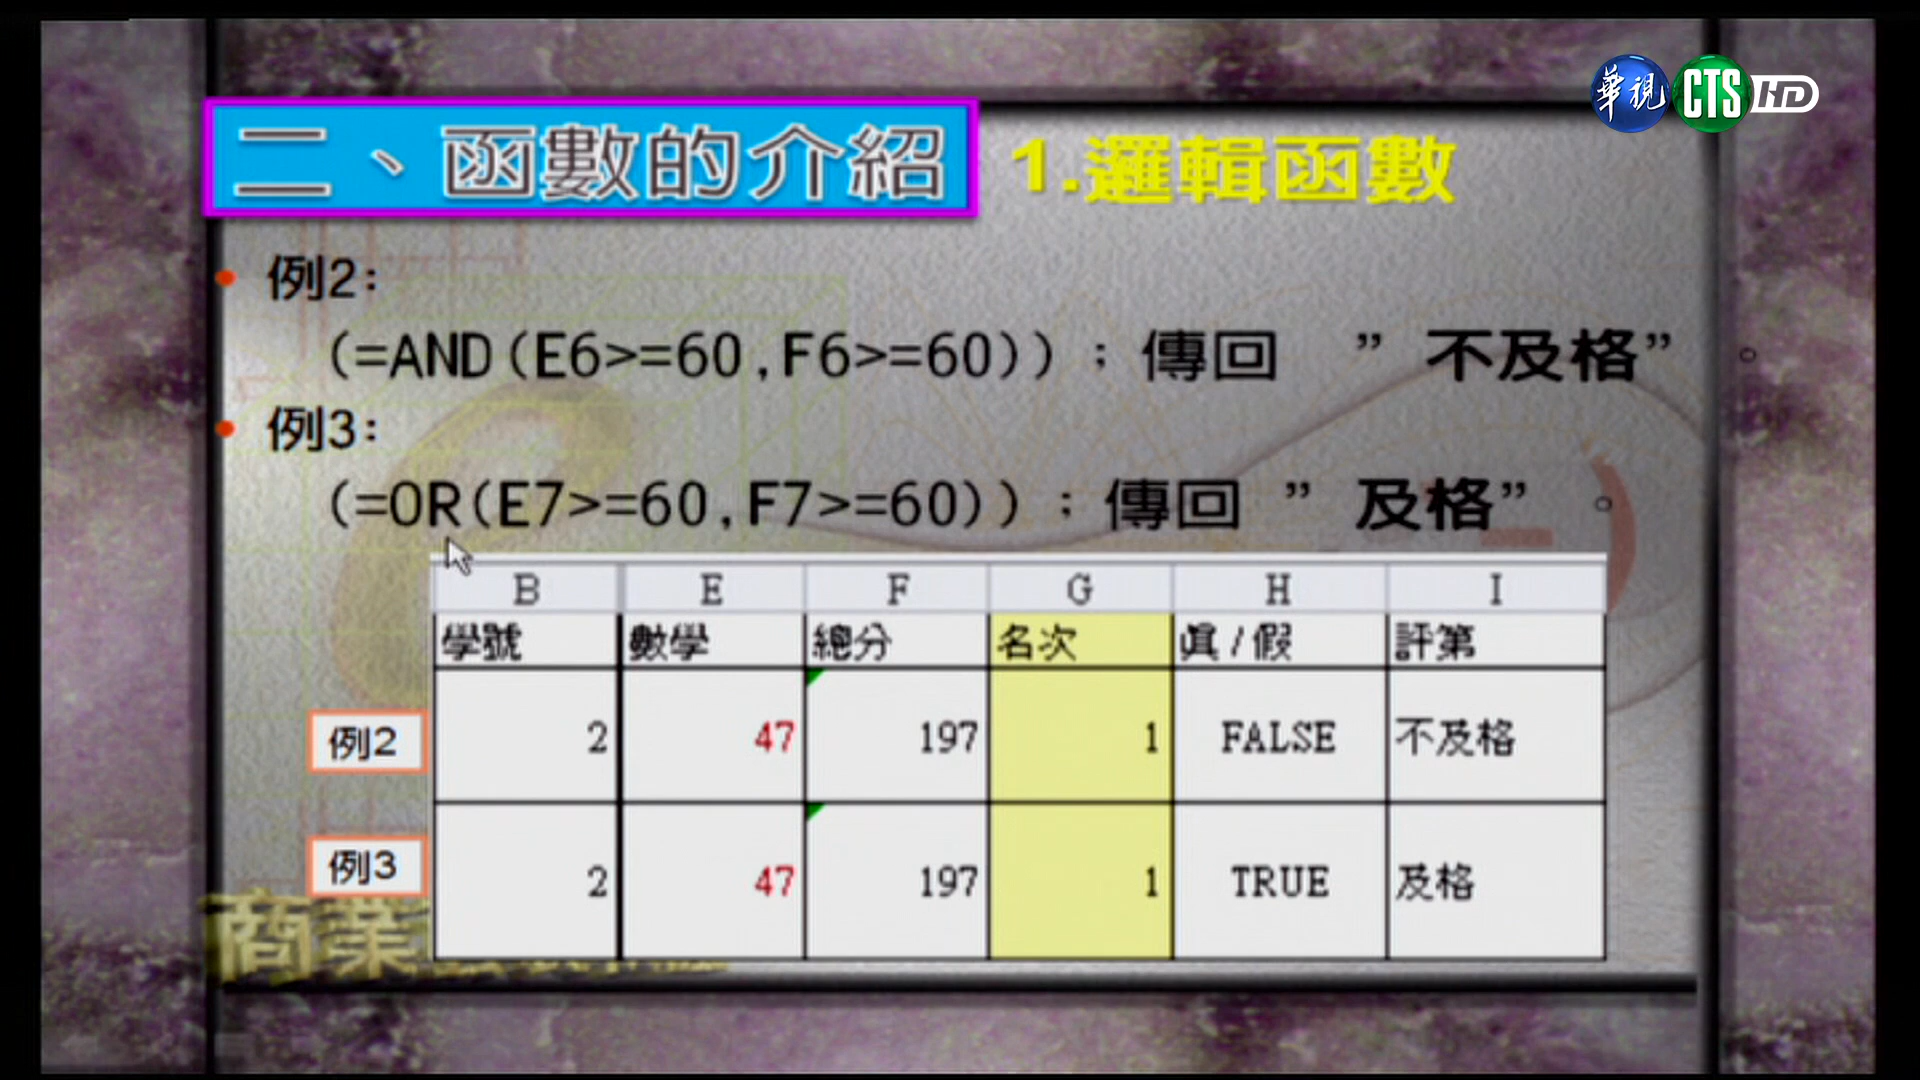 華視 CTS HD
二、函數的介紹 1.邏輯函數
• 例2:
(=AND(E6>=60,F6>=60))；傳回 ”不及格”。
• 例3:
(=OR(E7>=60,F7>=60))；傳回 ”及格”。
B E F G H I
學號 數學 總分 名次 眞/假 評第
例2 2 47 197 1 FALSE 不及格
例3 2 47 197 1 TRUE 及格
商業